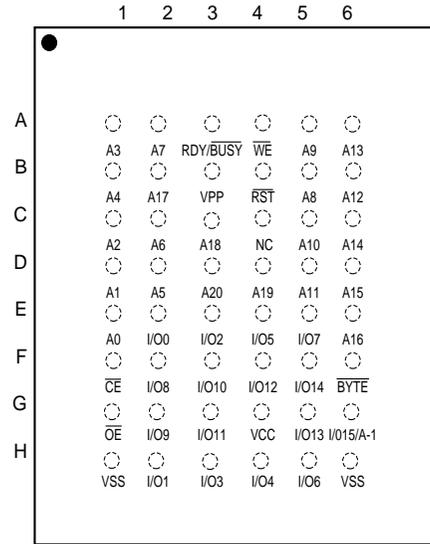 1 2 3 4 5 6
A
A3 A7 RDY/BUSY WE A9 A13
B
A4 A17 VPP RST A8 A12
C
A2 A6 A18 NC A10 A14
D
A1 A5 A20 A19 A11 A15
E
A0 I/O0 I/O2 I/O5 I/O7 A16
F
CE I/O8 I/O10 I/O12 I/O14 BYTE
G
OE I/O9 I/O11 VCC I/O13 I/015/A-1
H
VSS I/O1 I/O3 I/O4 I/O6 VSS